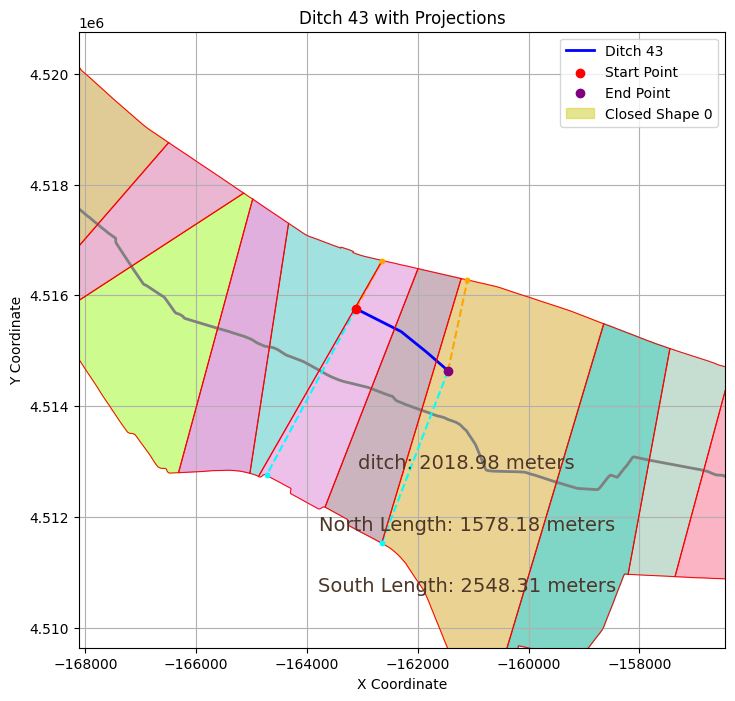 Ditch 43 with Projections
1e6
Ditch 43
Start Point
End Point
Closed Shape 0
4.520
4.518
4.516
4.514
4.512
4.510
Y Coordinate
ditch: 2018.98 meters
North Length: 1578.18 meters
South Length: 2548.31 meters
−168000 −166000 −164000 −162000 −160000 −158000
X Coordinate